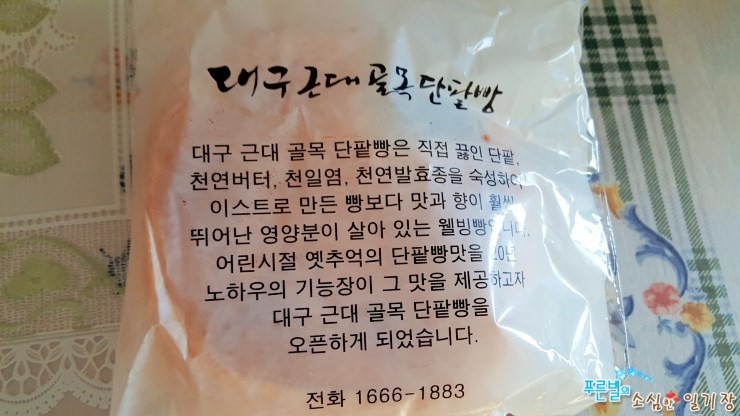 대구 근대골목단팥빵
대구 근대 골목 단팥빵은 직접 끓인 단팥,
천연버터, 천일염, 천연발효종을 숙성하여
이스트로 만든 빵보다 맛과 향이 훨씬
뛰어난 영양분이 살아 있는 웰빙빵입니다.
어린시절 옛추억의 단팥빵맛을 20년
노하우의 기능장이 그 맛을 제공하고자
대구 근대 골목 단팥빵을
오픈하게 되었습니다.
전화 1666-1883
푸른별의 소심한 일기장